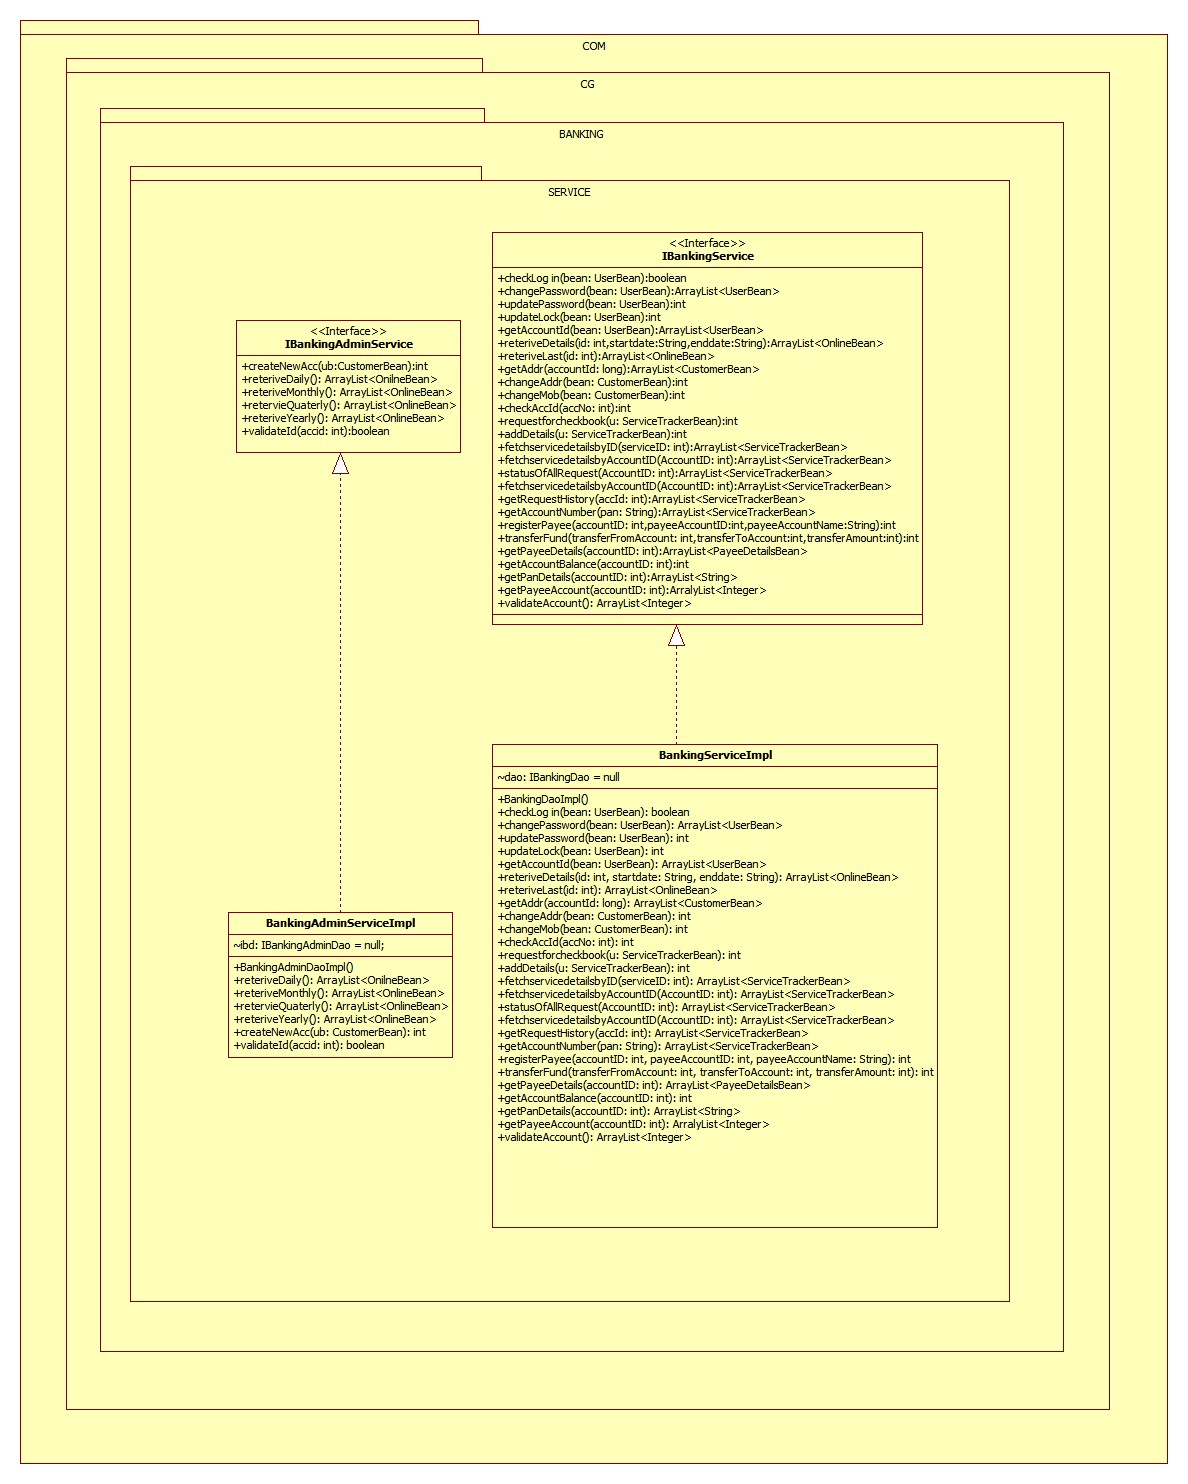 COM
CG
BANKING
SERVICE
<<Interface>>
IBankingAdminService
+createNewAcc(ub:CustomerBean):int
+reteriveDaily(): ArrayList<OnilneBean>
+reteriveMonthly(): ArrayList<OnlineBean>
+retervieQuaterly(): ArrayList<OnlineBean>
+reteriveYearly(): ArrayList<OnlineBean>
+validateId(accid: int):boolean
<<Interface>>
IBankingService
+checkLog in(bean: UserBean):boolean
+changePassword(bean: UserBean):ArrayList<UserBean>
+updatePassword(bean: UserBean):int
+updateLock(bean: UserBean):int
+getAccountId(bean: UserBean):ArrayList<UserBean>
+reteriveDetails(id: int,startdate:String,enddate:String):ArrayList<OnlineBean>
+reteriveLast(id: int):ArrayList<OnlineBean>
+getAddr(accountId: long):ArrayList<CustomerBean>
+changeAddr(bean: CustomerBean):int
+changeMob(bean: CustomerBean):int
+checkAccId(accNo: int):int
+requestforcheckbook(u: ServiceTrackerBean):int
+addDetails(u: ServiceTrackerBean):int
+fetchservicedetailsbyID(serviceID: int):ArrayList<ServiceTrackerBean>
+fetchservicedetailsbyAccountID(AccountID: int):ArrayList<ServiceTrackerBean>
+statusOfAllRequest(AccountID: int):ArrayList<ServiceTrackerBean>
+fetchservicedetailsbyAccountID(AccountID: int):ArrayList<ServiceTrackerBean>
+getRequestHistory(accId: int):ArrayList<ServiceTrackerBean>
+getAccountNumber(pan: String):ArrayList<ServiceTrackerBean>
+registerPayee(accountID: int,payeeAccountID:int,payeeAccountName:String):int
+transferFund(transferFromAccount: int,transferToAccount:int,transferAmount:int):int
+getPayeeDetails(accountID: int):ArrayList<PayeeDetailsBean>
+getAccountBalance(accountID: int):int
+getPanDetails(accountID: int):ArrayList<String>
+getPayeeAccount(accountID: int):ArralyList<Integer>
+validateAccount(): ArrayList<Integer>
BankingAdminServiceImpl
~ibd: IBankingAdminDao = null;
+BankingAdminDaoImpl()
+reteriveDaily(): ArrayList<OnilneBean>
+reteriveMonthly(): ArrayList<OnlineBean>
+retervieQuaterly(): ArrayList<OnlineBean>
+reteriveYearly(): ArrayList<OnlineBean>
+createNewAcc(ub: CustomerBean): int
+validateId(accid: int): boolean
BankingServiceImpl
~dao: IBankingDao = null
+BankingDaoImpl()
+checkLog in(bean: UserBean): boolean
+changePassword(bean: UserBean): ArrayList<UserBean>
+updatePassword(bean: UserBean): int
+updateLock(bean: UserBean): int
+getAccountId(bean: UserBean): ArrayList<UserBean>
+reteriveDetails(id: int, startdate: String, enddate: String): ArrayList<OnlineBean>
+reteriveLast(id: int): ArrayList<OnlineBean>
+getAddr(accountId: long): ArrayList<CustomerBean>
+changeAddr(bean: CustomerBean): int
+changeMob(bean: CustomerBean): int
+checkAccId(accNo: int): int
+requestforcheckbook(u: ServiceTrackerBean): int
+addDetails(u: ServiceTrackerBean): int
+fetchservicedetailsbyID(serviceID: int): ArrayList<ServiceTrackerBean>
+fetchservicedetailsbyAccountID(AccountID: int): ArrayList<ServiceTrackerBean>
+statusOfAllRequest(AccountID: int): ArrayList<ServiceTrackerBean>
+fetchservicedetailsbyAccountID(AccountID: int): ArrayList<ServiceTrackerBean>
+getRequestHistory(accId: int): ArrayList<ServiceTrackerBean>
+getAccountNumber(pan: String): ArrayList<ServiceTrackerBean>
+registerPayee(accountID: int, payeeAccountID: int, payeeAccountName: String): int
+transferFund(transferFromAccount: int, transferToAccount: int, transferAmount: int): int
+getPayeeDetails(accountID: int): ArrayList<PayeeDetailsBean>
+getAccountBalance(accountID: int): int
+getPanDetails(accountID: int): ArrayList<String>
+getPayeeAccount(accountID: int): ArralyList<Integer>
+validateAccount(): ArrayList<Integer>